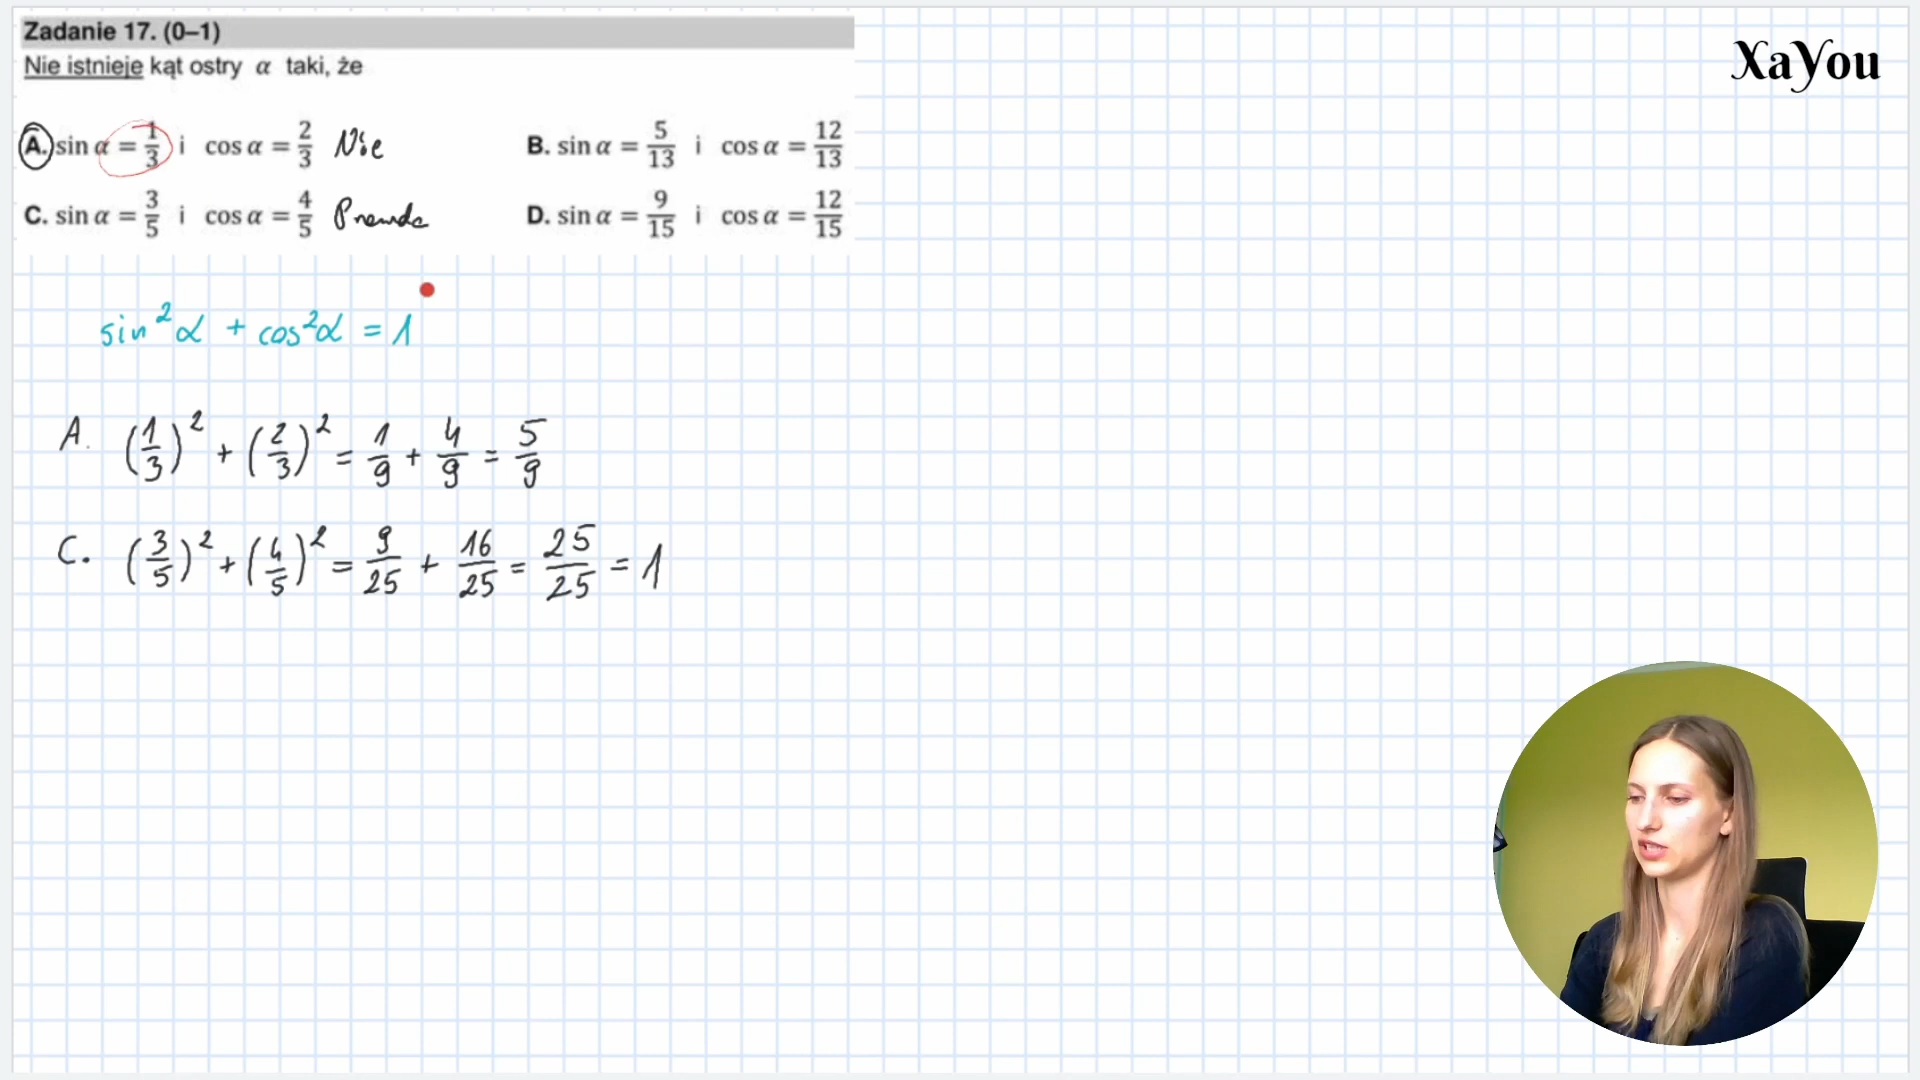 Zadanie 17. (0–1)
Nie istnieje kąt ostry α taki, że
A. sin α = 1/3 i cos α = 2/3 Nie
B. sin α = 5/13 i cos α = 12/13
C. sin α = 3/5 i cos α = 4/5 Prawda
D. sin α = 9/15 i cos α = 12/15
XaYou
sin²α + cos²α = 1
A. (1/3)² + (2/3)² = 1/9 + 4/9 = 5/9
C. (3/5)² + (4/5)² = 9/25 + 16/25 = 25/25 = 1